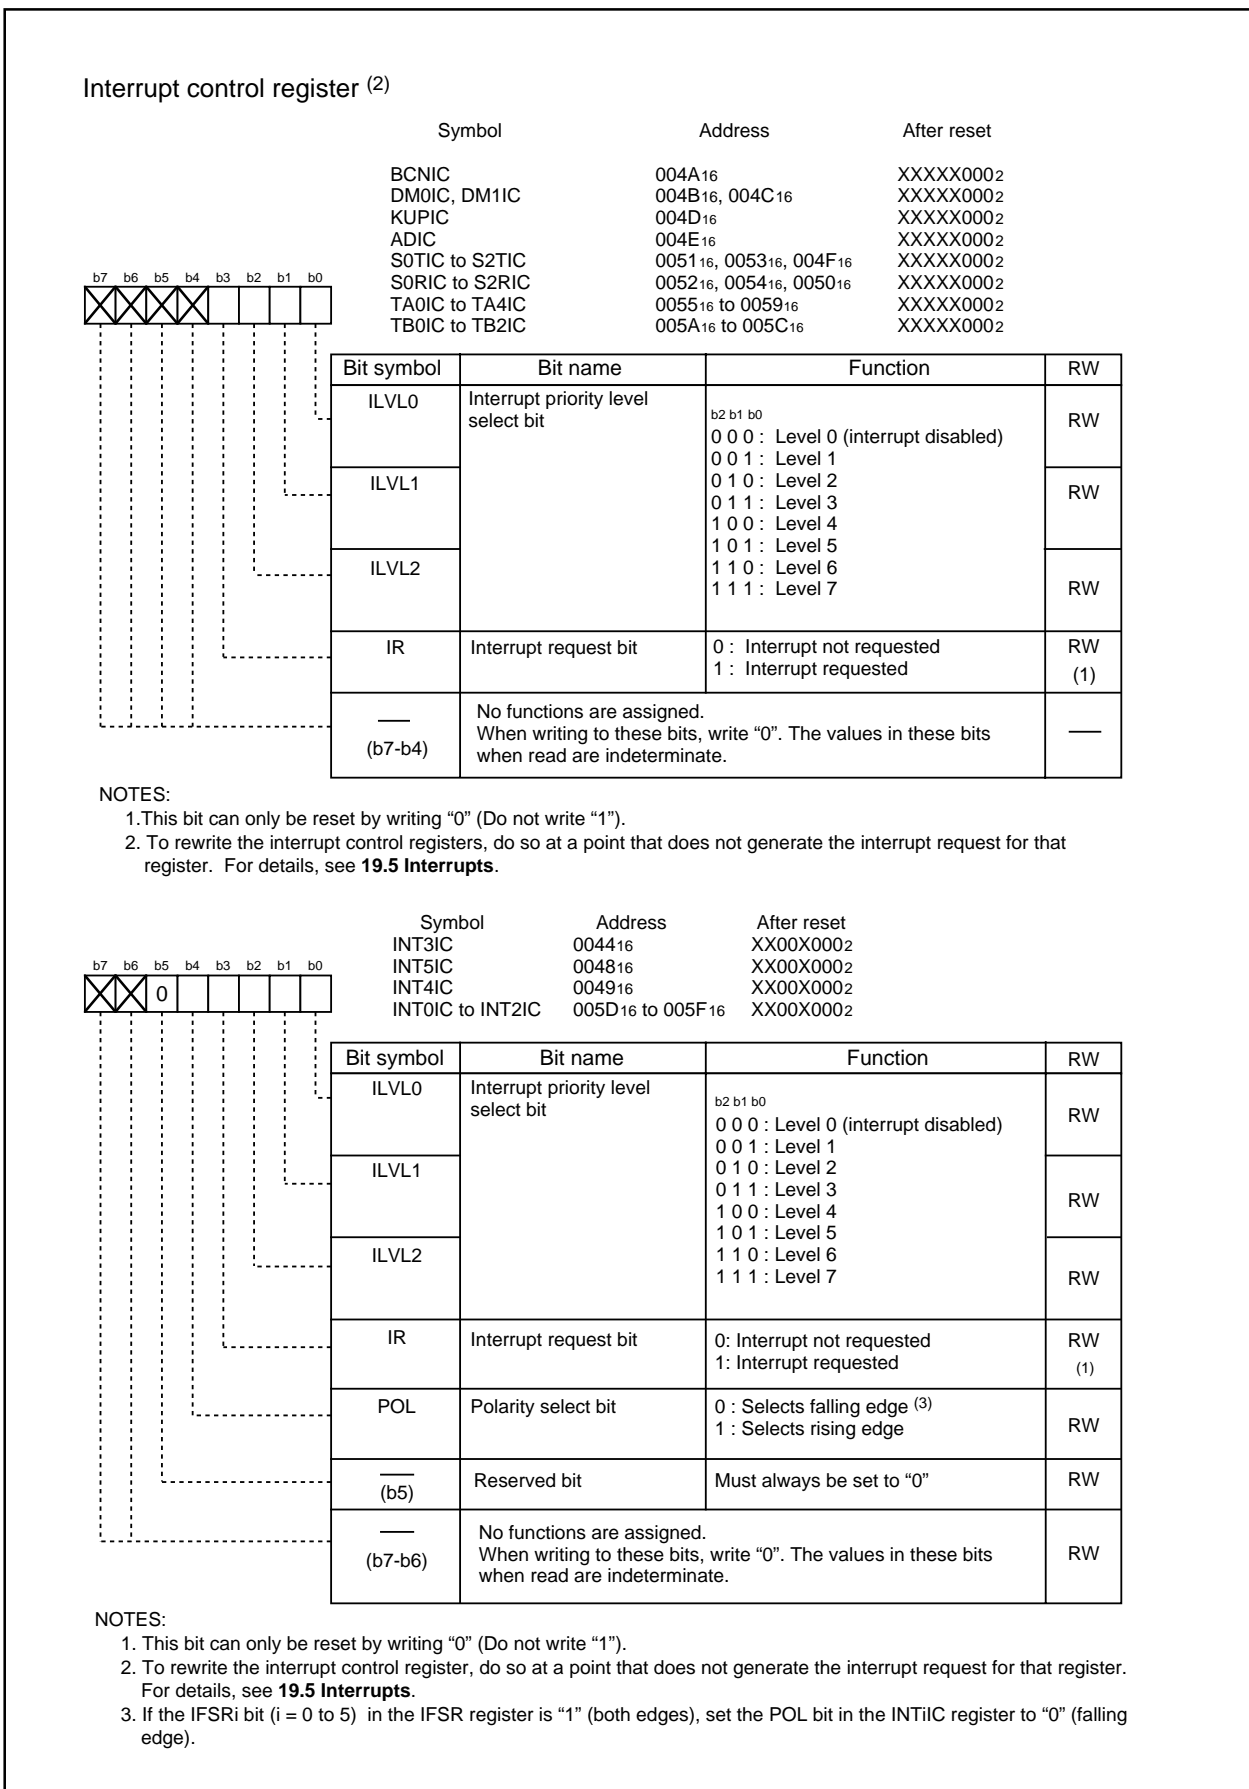 Interrupt control register (2)
Symbol Address After reset
BCNIC 004A16 XXXXX0002
DM0IC, DM1IC 004B16, 004C16 XXXXX0002
KUPIC 004D16 XXXXX0002
ADIC 004E16 XXXXX0002
S0TIC to S2TIC 005116, 005316, 004F16 XXXXX0002
S0RIC to S2RIC 005216, 005416, 005016 XXXXX0002
TA0IC to TA4IC 005516 to 005916 XXXXX0002
TB0IC to TB2IC 005A16 to 005C16 XXXXX0002
b7 b6 b5 b4 b3 b2 b1 b0
Bit symbol Bit name Function RW
ILVL0 Interrupt priority level
select bit
b2 b1 b0
RW
0 0 0 : Level 0 (interrupt disabled)
0 0 1 : Level 1
ILVL1 0 1 0 : Level 2
RW
0 1 1 : Level 3
1 0 0 : Level 4
1 0 1 : Level 5
ILVL2 1 1 0 : Level 6
1 1 1 : Level 7 RW
IR Interrupt request bit 0 : Interrupt not requested RW
1 : Interrupt requested (1)
No functions are assigned.
When writing to these bits, write “0”. The values in these bits
(b7-b4) when read are indeterminate.
NOTES:
1.This bit can only be reset by writing “0” (Do not write “1”).
2. To rewrite the interrupt control registers, do so at a point that does not generate the interrupt request for that
register. For details, see 19.5 Interrupts.
Symbol Address After reset
INT3IC 004416 XX00X0002
INT5IC 004816 XX00X0002
INT4IC 004916 XX00X0002
INT0IC to INT2IC 005D16 to 005F16 XX00X0002
b7 b6 b5 b4 b3 b2 b1 b0
0
Bit symbol Bit name Function RW
ILVL0 Interrupt priority level
select bit
b2 b1 b0
RW
0 0 0 : Level 0 (interrupt disabled)
0 0 1 : Level 1
ILVL1 0 1 0 : Level 2
0 1 1 : Level 3
RW
1 0 0 : Level 4
1 0 1 : Level 5
ILVL2 1 1 0 : Level 6
1 1 1 : Level 7 RW
IR Interrupt request bit 0: Interrupt not requested RW
1: Interrupt requested (1)
POL Polarity select bit 0 : Selects falling edge (3)
1 : Selects rising edge RW
(b5) Reserved bit Must always be set to “0” RW
No functions are assigned.
When writing to these bits, write “0”. The values in these bits RW
(b7-b6) when read are indeterminate.
NOTES:
1. This bit can only be reset by writing “0” (Do not write “1”).
2. To rewrite the interrupt control register, do so at a point that does not generate the interrupt request for that register.
For details, see 19.5 Interrupts.
3. If the IFSRi bit (i = 0 to 5) in the IFSR register is “1” (both edges), set the POL bit in the INTiIC register to “0” (falling
edge).